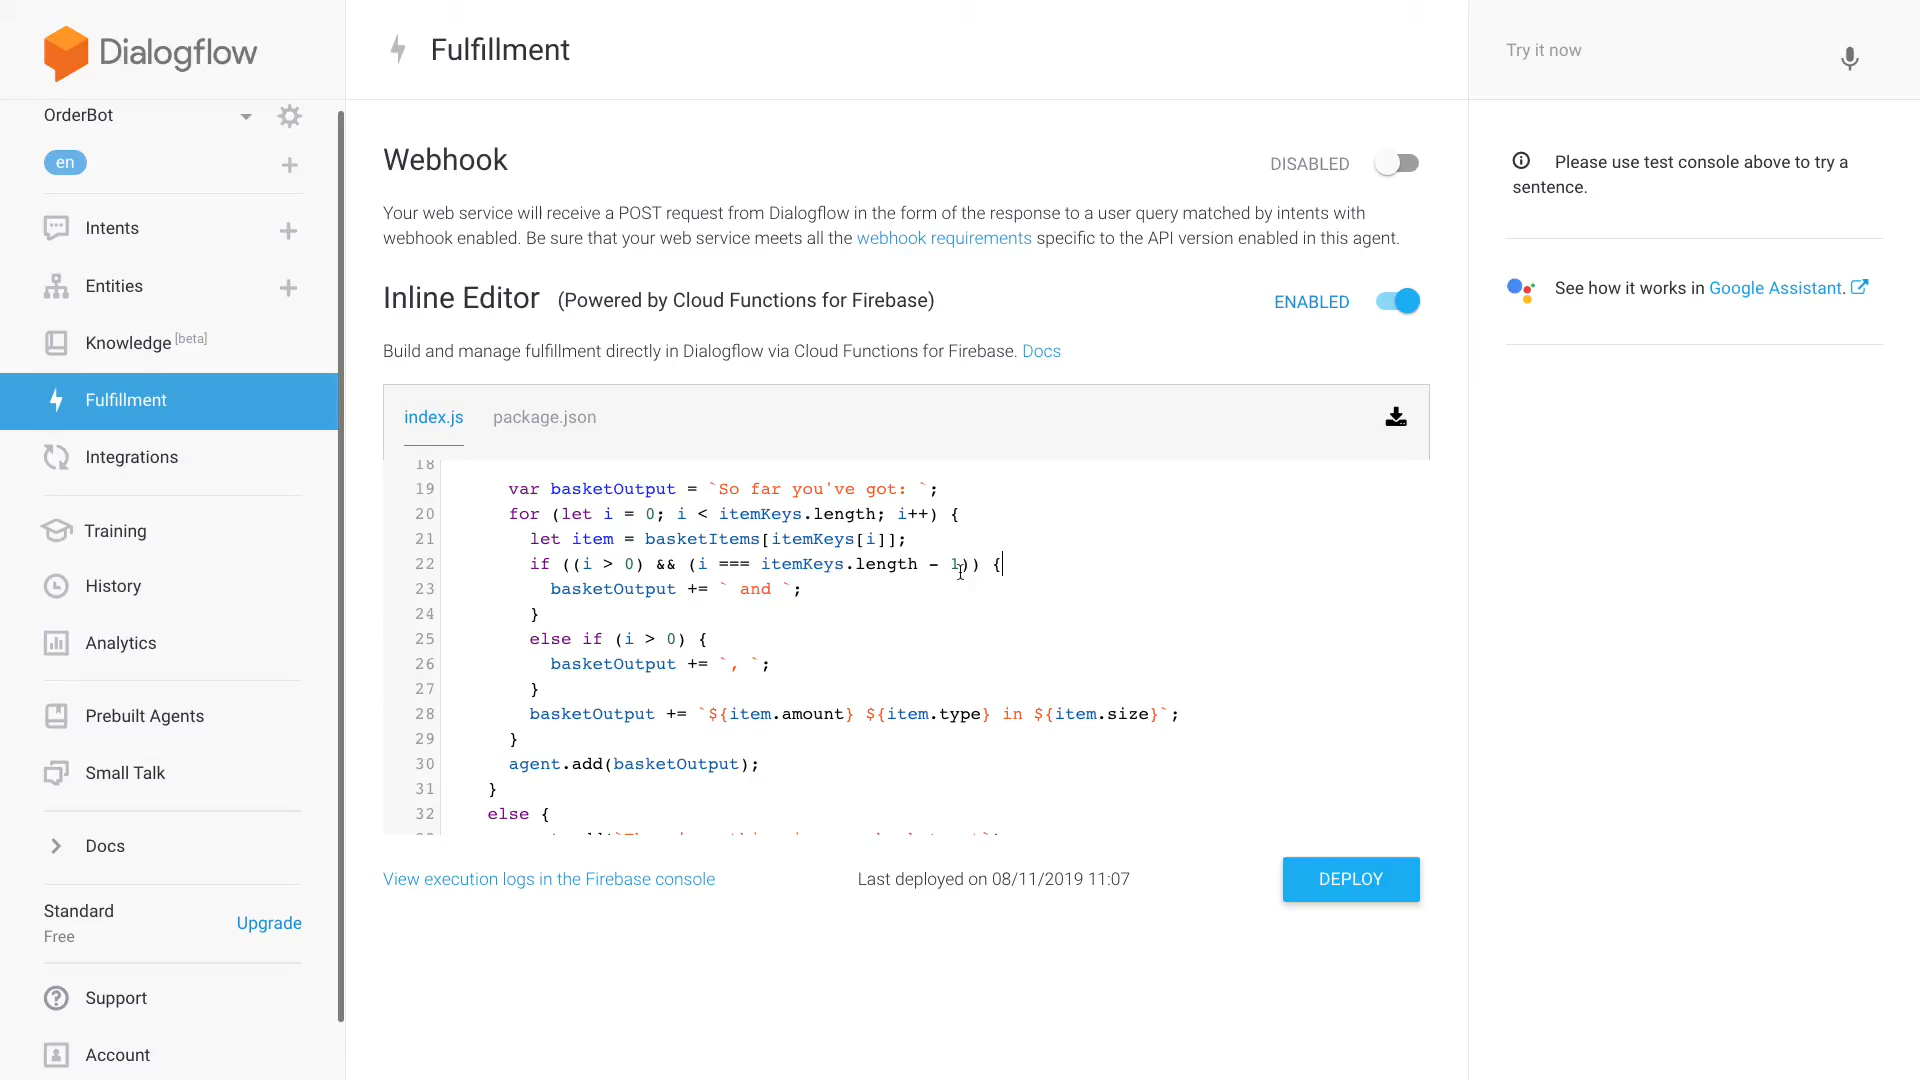 Dialogflow
Fulfillment
Try it now
OrderBot
en
Intents
Entities
Knowledge [beta]
Fulfillment
Integrations
Training
History
Analytics
Prebuilt Agents
Small Talk
Docs
Standard
Free
Upgrade
Support
Account
Webhook
DISABLED
Your web service will receive a POST request from Dialogflow in the form of the response to a user query matched by intents with
webhook enabled. Be sure that your web service meets all the webhook requirements specific to the API version enabled in this agent.
Inline Editor (Powered by Cloud Functions for Firebase)
ENABLED
Build and manage fulfillment directly in Dialogflow via Cloud Functions for Firebase. Docs
index.js package.json
18
19 var basketOutput = `So far you've got: `;
20 for (let i = 0; i < itemKeys.length; i++) {
21 let item = basketItems[itemKeys[i]];
22 if ((i > 0) && (i === itemKeys.length - 1)) {
23 basketOutput += ` and `;
24 }
25 else if (i > 0) {
26 basketOutput += `, `;
27 }
28 basketOutput += `${item.amount} ${item.type} in ${item.size}`;
29 }
30 agent.add(basketOutput);
31 }
32 else {
View execution logs in the Firebase console
Last deployed on 08/11/2019 11:07
DEPLOY
Please use test console above to try a
sentence.
See how it works in Google Assistant.